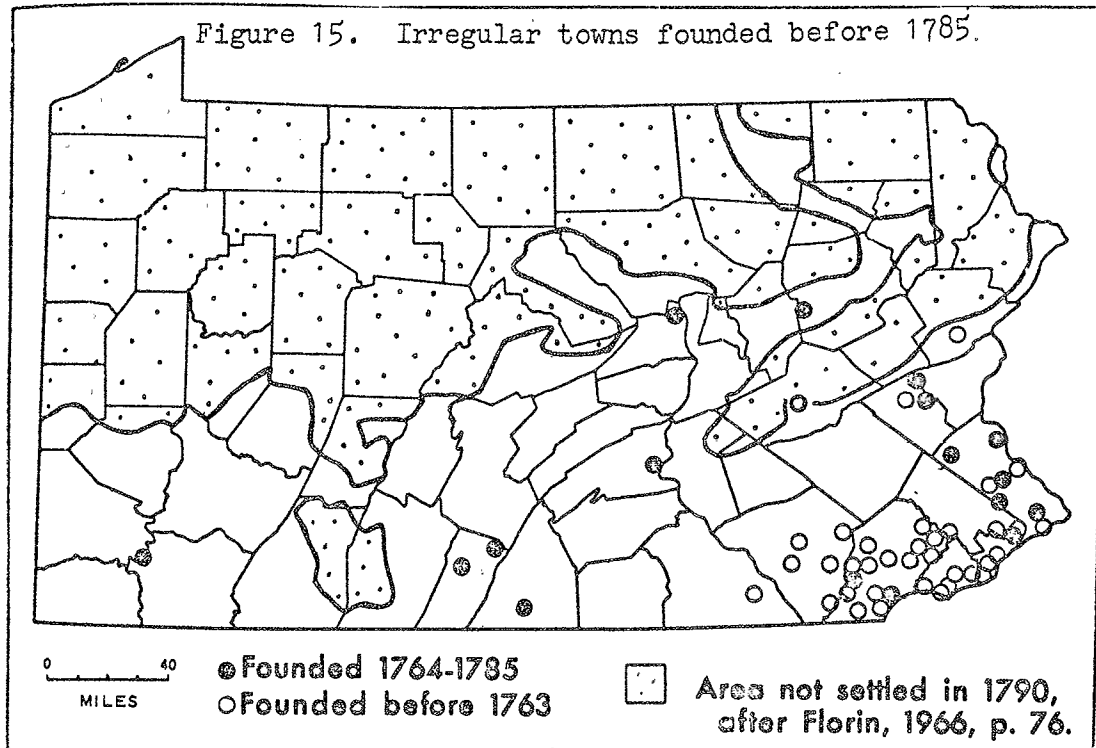 Figure 15. Irregular towns founded before 1785.
0 40
MILES
Founded 1764-1785
Founded before 1763
Area not settled in 1790,
after Florin, 1966, p. 76.